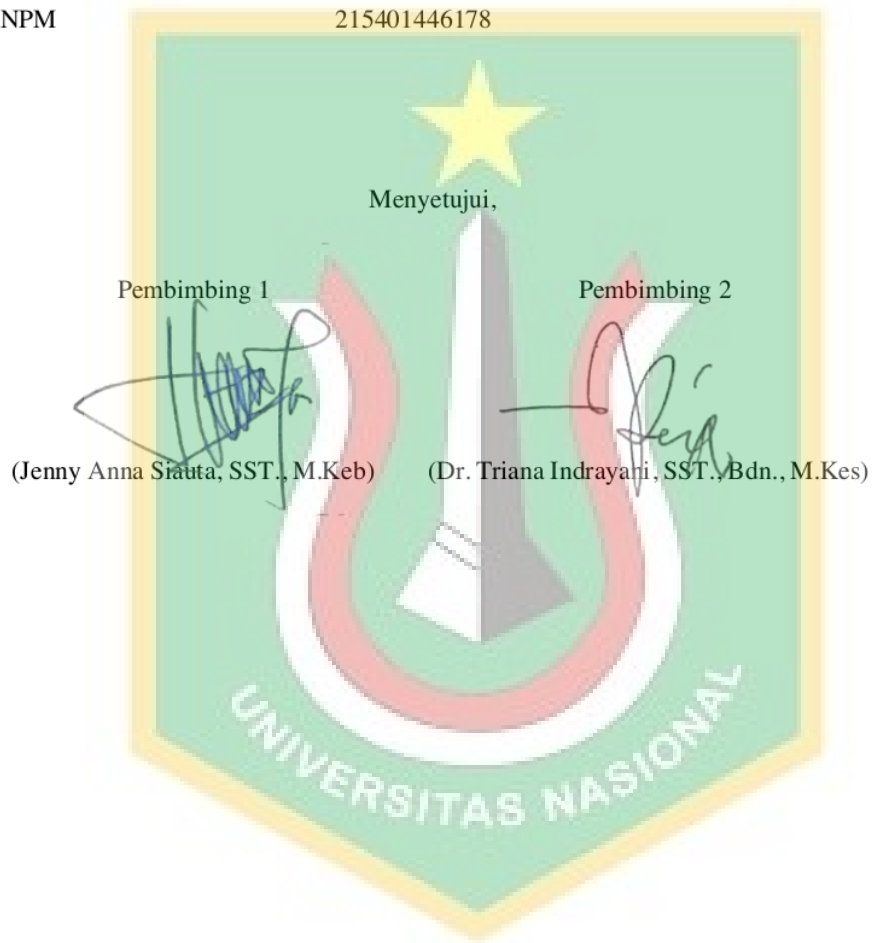 NPM 215401446178
Menyetujui,
Pembimbing 1 Pembimbing 2
(Jenny Anna Siauta, SST., M.Keb) (Dr. Triana Indrayani, SST., Bdn., M.Kes)
UNIVERSITAS NASIONAL